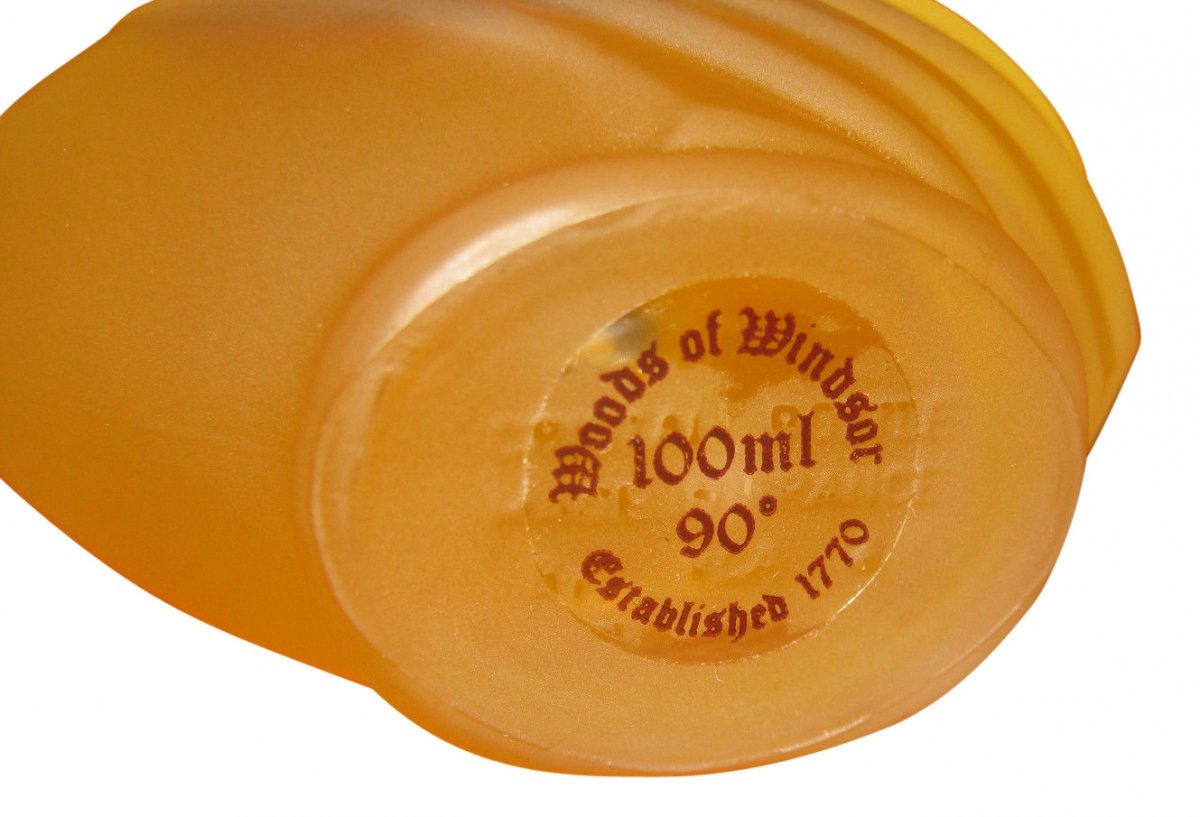 Woods of Windsor
100ml
90°
Established 1770